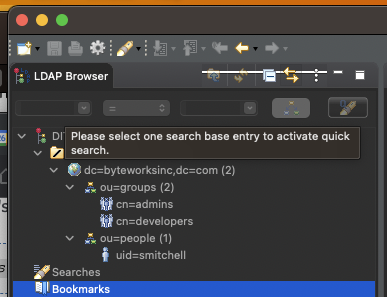 LDAP Browser
=
DI
Please select one search base entry to activate quick
search.
dc=byteworksinc,dc=com (2)
ou=groups (2)
cn=admins
cn=developers
ou=people (1)
uid=smitchell
Searches
Bookmarks